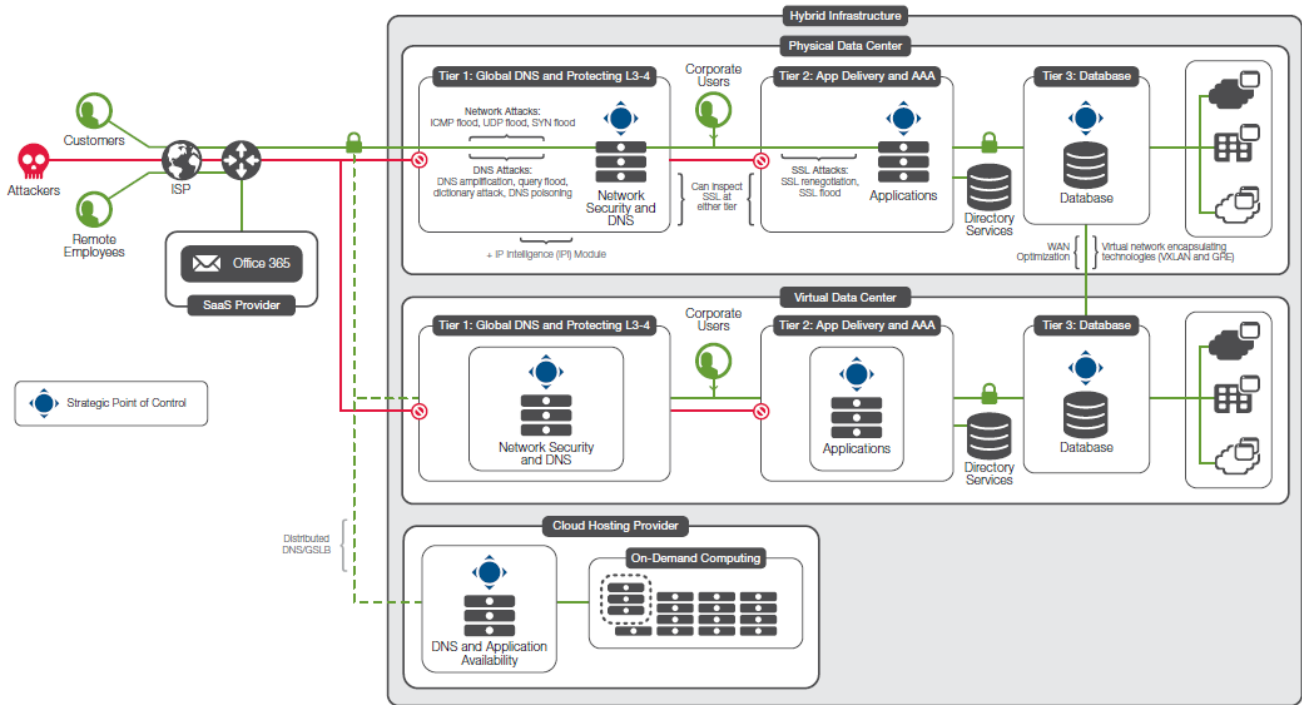 Hybrid Infrastructure
Physical Data Center
Tier 1: Global DNS and Protecting L3-4
Corporate
Users
Tier 2: App Delivery and AAA
Tier 3: Database
Network Attacks:
ICMP flood, UDP flood, SYN flood
DNS Attacks:
DNS amplification, query flood,
dictionary attack, DNS poisoning
Network
Security and
DNS
+ IP Intelligence (IPI) Module
Can inspect
SSL at
either tier
SSL Attacks:
SSL renegotiation,
SSL flood
Applications
Directory
Services
Database
WAN
Optimization
Virtual network encapsulating
technologies (VXLAN and GRE)
Customers
Attackers
ISP
Remote
Employees
Office 365
SaaS Provider
Strategic Point of Control
Virtual Data Center
Tier 1: Global DNS and Protecting L3-4
Corporate
Users
Tier 2: App Delivery and AAA
Tier 3: Database
Network Security
and DNS
Applications
Directory
Services
Database
Distributed
DNS/GSLB
Cloud Hosting Provider
On-Demand Computing
DNS and Application
Availability